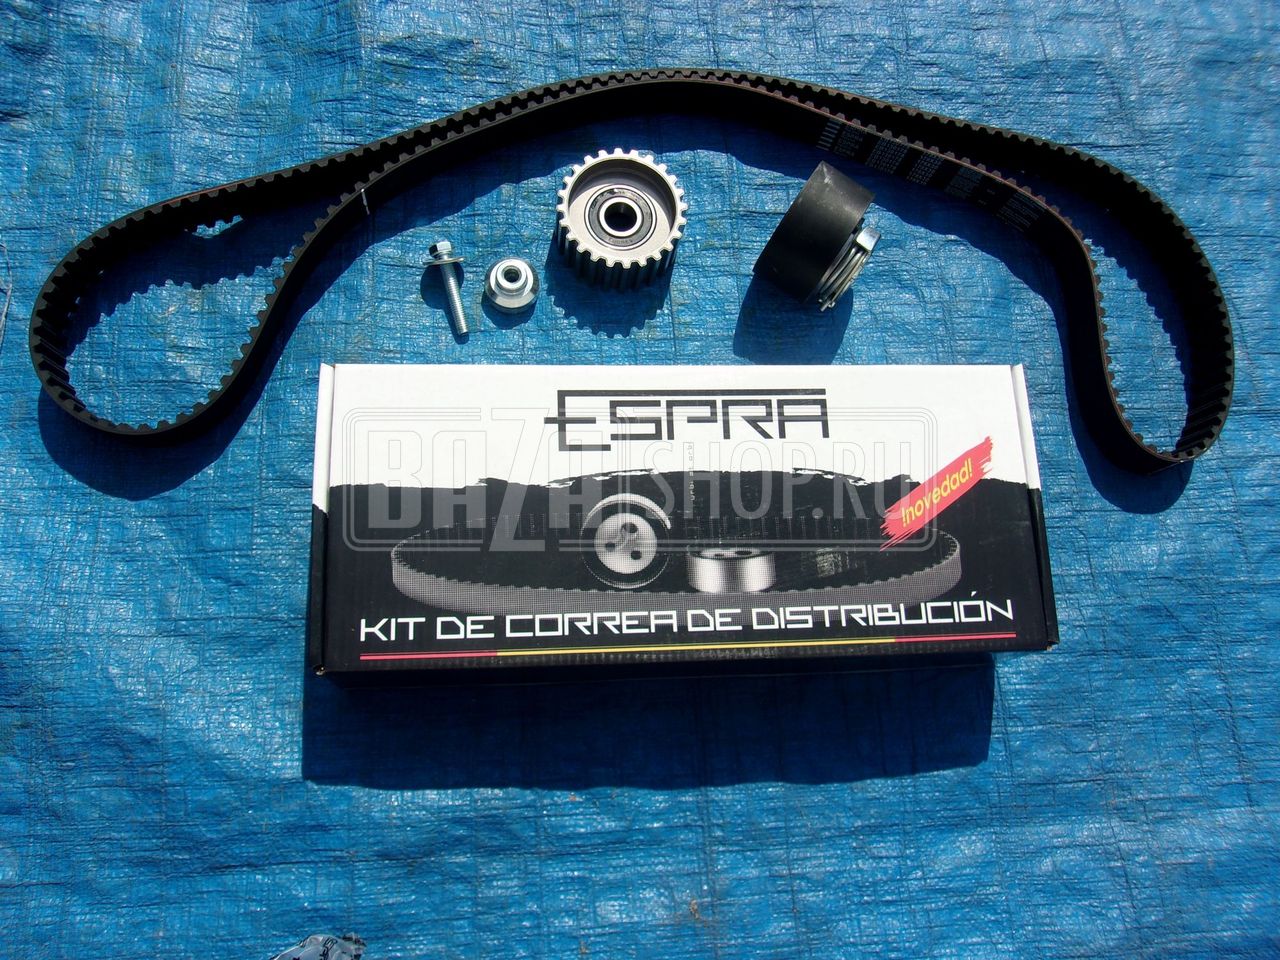 ESPRA
BAZASHOP.RU
!novedad!
KIT DE CORREA DE DISTRIBUCIÓN